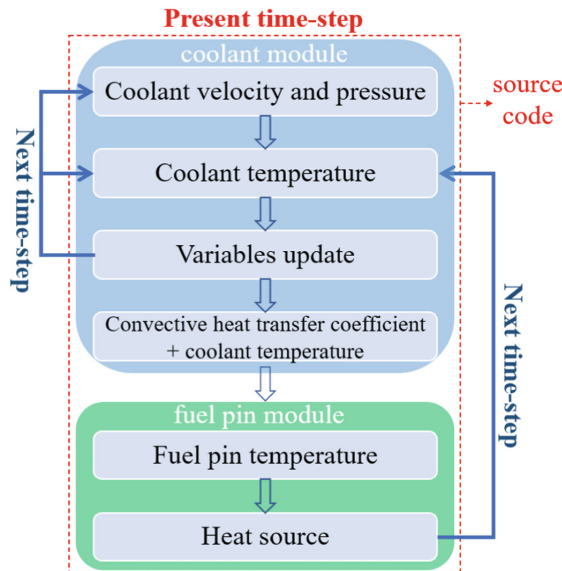 Present time-step
coolant module
Coolant velocity and pressure
source
code
Next time-step
Coolant temperature
Variables update
Convective heat transfer coefficient
+ coolant temperature
Next time-step
fuel pin module
Fuel pin temperature
Heat source